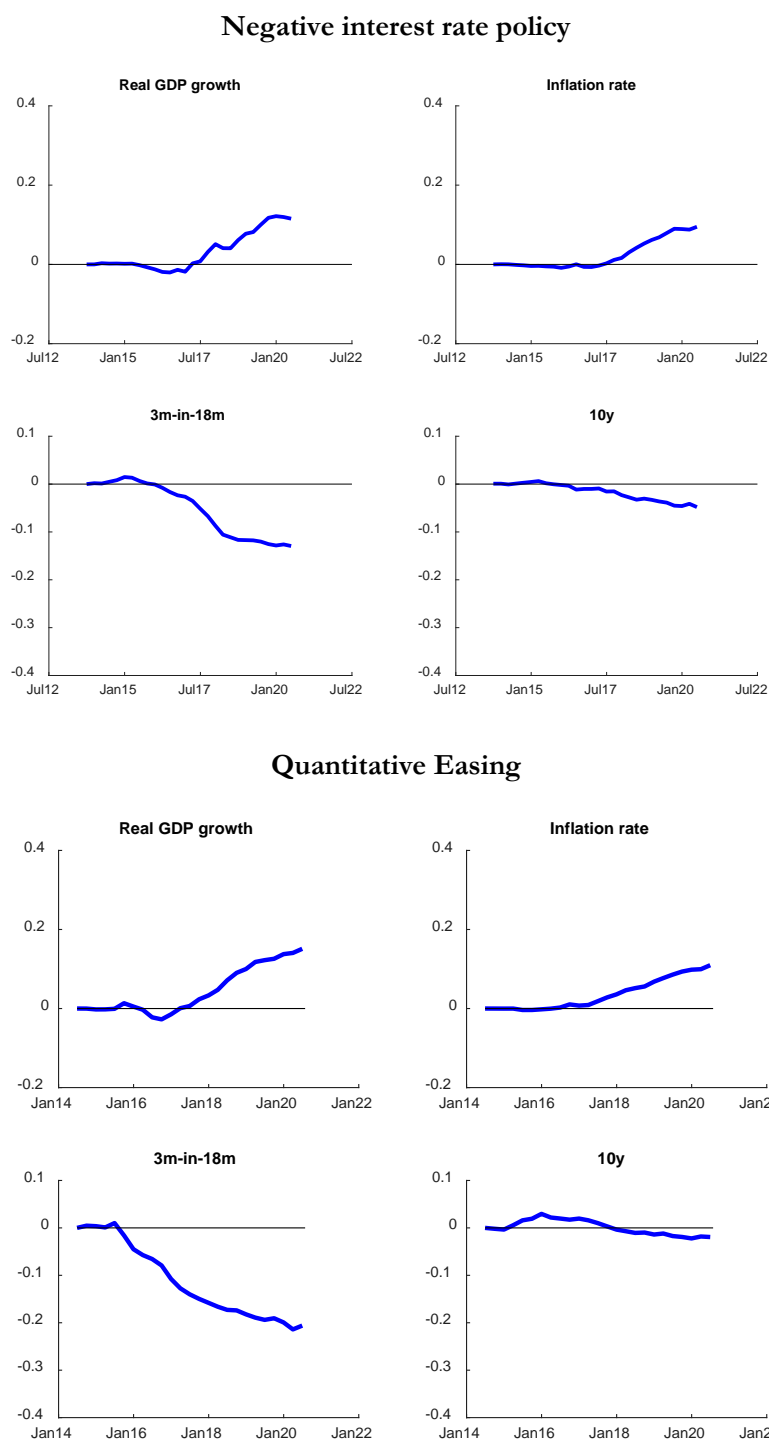 Negative interest rate policy
Real GDP growth
Inflation rate
0.4
0.2
0
-0.2
Jul12 Jan15 Jul17 Jan20 Jul22
0.4
0.2
0
-0.2
Jul12 Jan15 Jul17 Jan20 Jul22
3m-in-18m
10y
0.1
0
-0.1
-0.2
-0.3
-0.4
Jul12 Jan15 Jul17 Jan20 Jul22
0.1
0
-0.1
-0.2
-0.3
-0.4
Jul12 Jan15 Jul17 Jan20 Jul22
Quantitative Easing
Real GDP growth
Inflation rate
0.4
0.2
0
-0.2
Jan14 Jan16 Jan18 Jan20 Jan22
0.4
0.2
0
-0.2
Jan14 Jan16 Jan18 Jan20
3m-in-18m
10y
0.1
0
-0.1
-0.2
-0.3
-0.4
Jan14 Jan16 Jan18 Jan20 Jan22
0.1
0
-0.1
-0.2
-0.3
-0.4
Jan14 Jan16 Jan18 Jan20